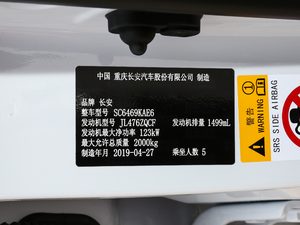 中国 重庆长安汽车股份有限公司 制造
品牌 长安
整车型号 SC6469KAE6
发动机型号 JL476ZQCF 发动机排量 1499mL
发动机最大净功率 123kW
最大允许总质量 2000kg
制造年月 2019-04-27 乘坐人数 5
警告
WARNING
SRS SIDE AIRBAG